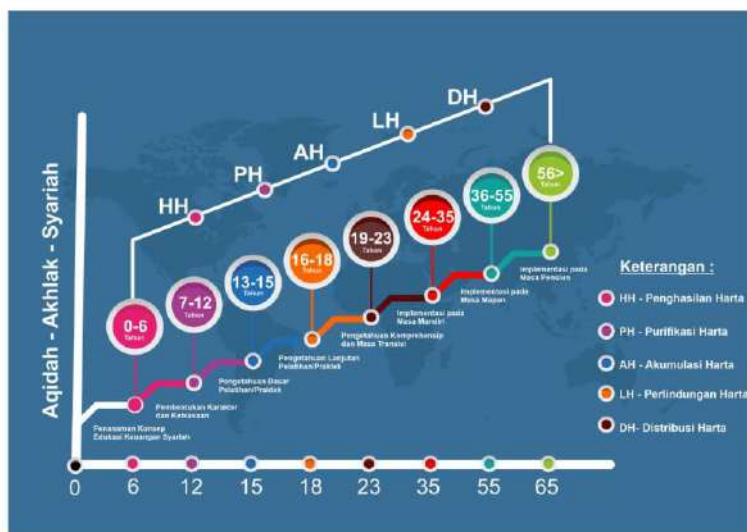 Aqidah - Akhlak - Syariah
HH
PH
AH
LH
DH
0-6
Tahun
7-12
Tahun
13-15
Tahun
16-18
Tahun
19-23
Tahun
24-35
Tahun
36-55
Tahun
56>
Tahun
Penanaman Konsep
Edukasi Keuangan Syariah
Pembentukan Karakter
dan Kebiasaan
Pengetahuan Dasar
Pelatihan/Praktek
Pengetahuan Lanjutan
Pelatihan/Praktek
Pengetahuan Komprehensip
dan Masa Transisi
Implementasi pada
Masa Mandiri
Implementasi pada
Masa Mapan
Implementasi pada
Masa Pensiun
Keterangan :
HH - Penghasilan Harta
PH - Purifikasi Harta
AH - Akumulasi Harta
LH - Perlindungan Harta
DH- Distribusi Harta
0
6
12
15
18
23
35
55
65